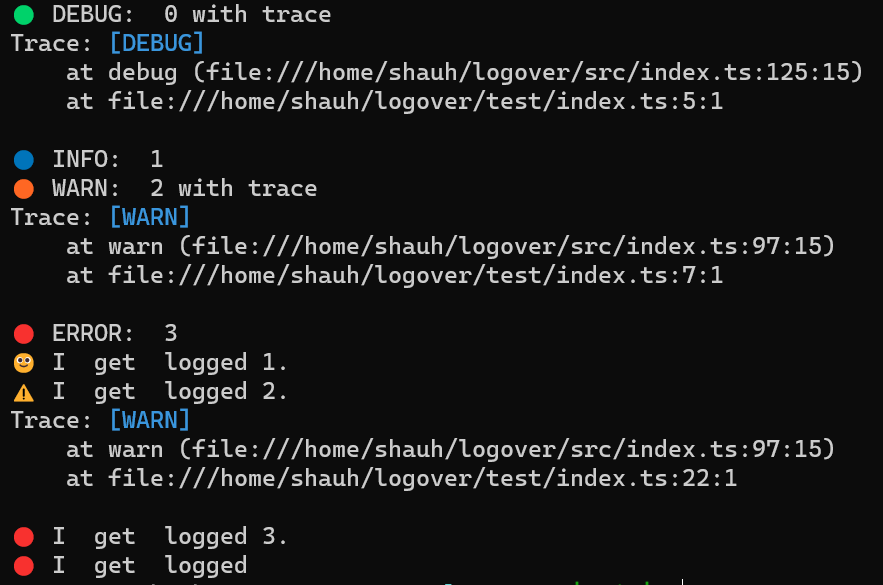 🟢 DEBUG:  0 with trace
Trace: [DEBUG]
    at debug (file:///home/shauh/logover/src/index.ts:125:15)
    at file:///home/shauh/logover/test/index.ts:5:1

🔵 INFO:  1
🟠 WARN:  2 with trace
Trace: [WARN]
    at warn (file:///home/shauh/logover/src/index.ts:97:15)
    at file:///home/shauh/logover/test/index.ts:7:1

🔴 ERROR:  3
🙂 I  get  logged 1.
⚠️ I  get  logged 2.
Trace: [WARN]
    at warn (file:///home/shauh/logover/src/index.ts:97:15)
    at file:///home/shauh/logover/test/index.ts:22:1

🔴 I  get  logged 3.
🔴 I  get  logged